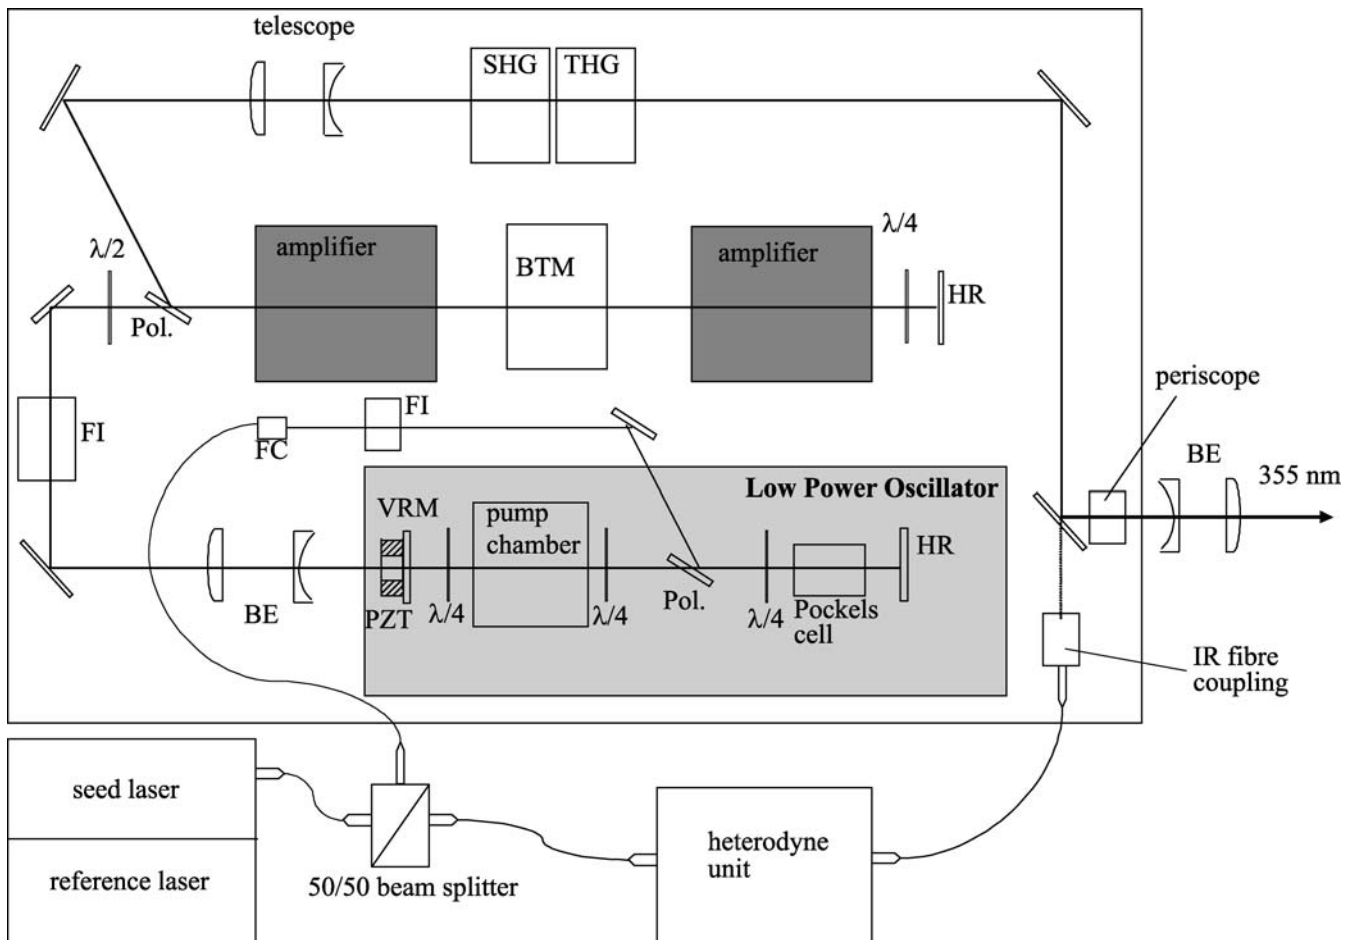 telescope
SHG
THG
λ/2
amplifier
BTM
amplifier
λ/4
HR
Pol.
periscope
FI
FC
FI
BE
355 nm
Low Power Oscillator
VRM
pump
chamber
HR
BE
PZT
λ/4
λ/4
Pol.
λ/4
Pockels
cell
IR fibre
coupling
seed laser
reference laser
50/50 beam splitter
heterodyne
unit